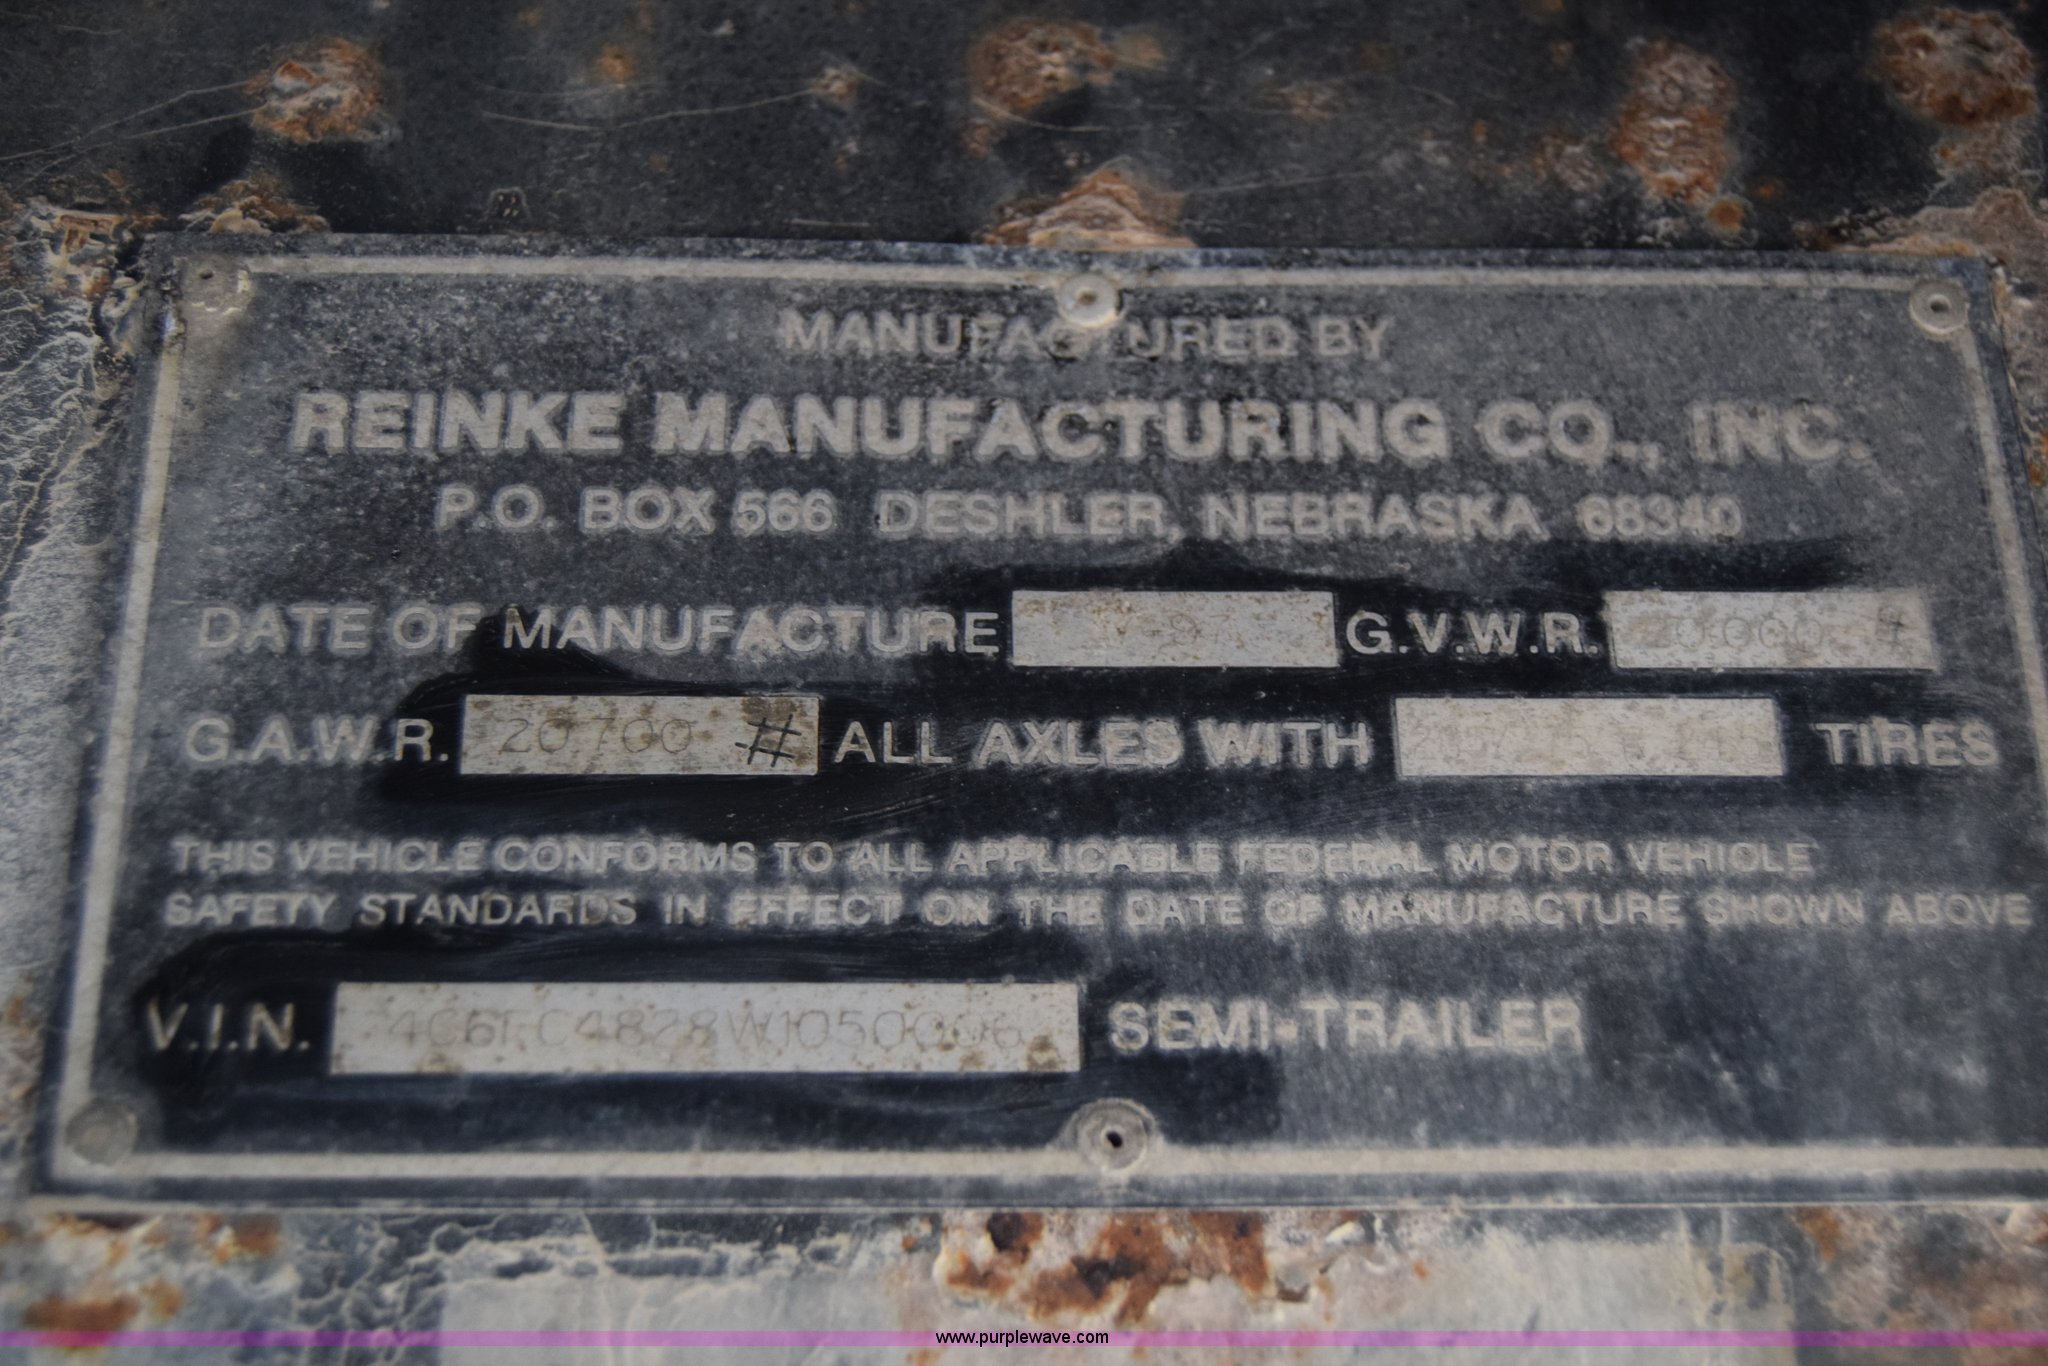 MANUFACTURED BY
REINKE MANUFACTURING CO., INC.
P.O. BOX 566 DESHLER, NEBRASKA 68340
DATE OF MANUFACTURE G.V.W.R. #
G.A.W.R. 20700 # ALL AXLES WITH TIRES
THIS VEHICLE CONFORMS TO ALL APPLICABLE FEDERAL MOTOR VEHICLE
SAFETY STANDARDS IN EFFECT ON THE DATE OF MANUFACTURE SHOWN ABOVE
V.I.N. SEMI-TRAILER
www.purplewave.com